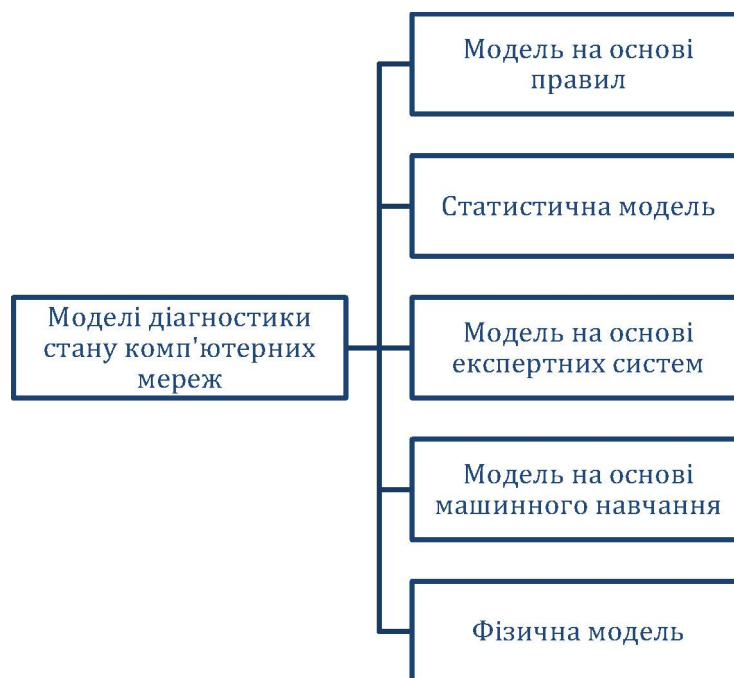 Модель на основі
правил
Статистична модель
Моделі діагностики
стану комп'ютерних
мереж
Модель на основі
експертних систем
Модель на основі
машинного навчання
Фізична модель